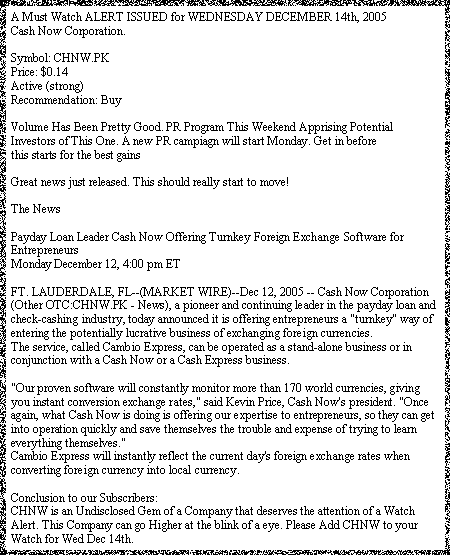 A Must Watch ALERT ISSUED for WEDNESDAY DECEMBER 14th, 2005
Cash Now Corporation.
Symbol: CHNW.PK
Price: $0.14
Active (strong)
Recommendation: Buy
Volume Has Been Pretty Good. PR Program This Weekend Apprising Potential
Investors of This One. A new PR campiagn will start Monday. Get in before
this starts for the best gains
Great news just released. This should really start to move!
The News
Payday Loan Leader Cash Now Offering Turnkey Foreign Exchange Software for
Entrepreneurs
Monday December 12, 4:00 pm ET
FT. LAUDERDALE, FL--(MARKET WIRE)--Dec 12, 2005 -- Cash Now Corporation
(Other OTC:CHNW.PK - News), a pioneer and continuing leader in the payday loan and
check-cashing industry, today announced it is offering entrepreneurs a "turnkey" way of
entering the potentially lucrative business of exchanging foreign currencies.
The service, called Cambio Express, can be operated as a stand-alone business or in
conjunction with a Cash Now or a Cash Express business.
"Our proven software will constantly monitor more than 170 world currencies, giving
you instant conversion exchange rates," said Kevin Price, Cash Now's president. "Once
again, what Cash Now is doing is offering our expertise to entrepreneurs, so they can get
into operation quickly and save themselves the trouble and expense of trying to learn
everything themselves."
Cambio Express will instantly reflect the current day's foreign exchange rates when
converting foreign currency into local currency.
Conclusion to our Subscribers:
CHNW is an Undisclosed Gem of a Company that deserves the attention of a Watch
Alert. This Company can go Higher at the blink of a eye. Please Add CHNW to your
Watch for Wed Dec 14th.